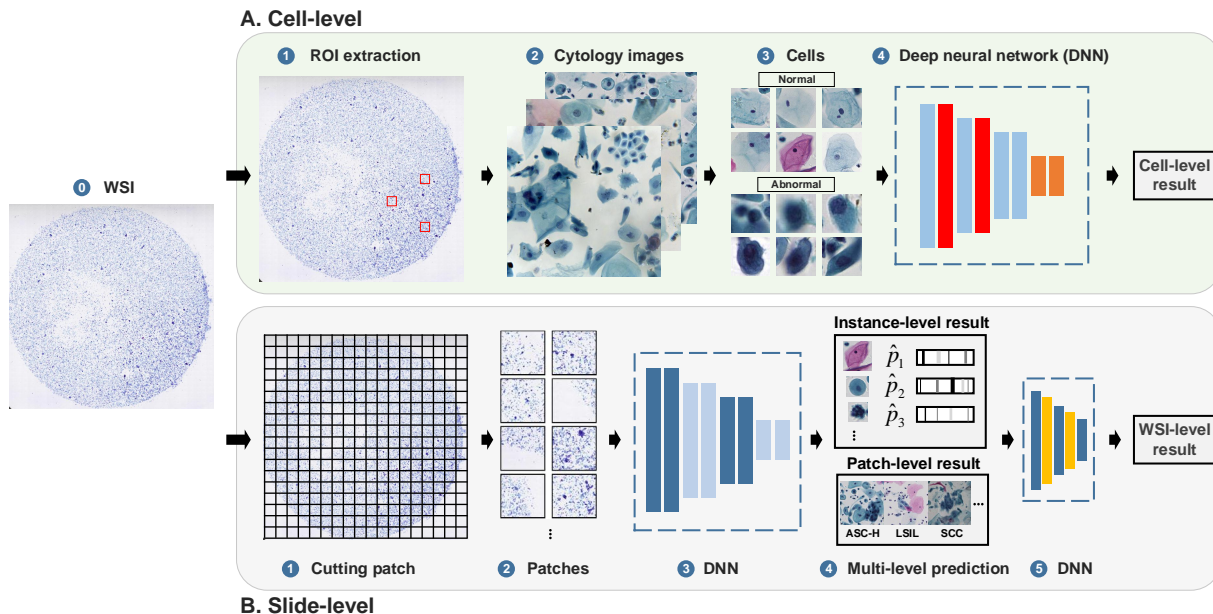 A. Cell-level
1 ROI extraction
2 Cytology images
3 Cells
4 Deep neural network (DNN)
Normal
Abnormal
Cell-level
result
0 WSI
Instance-level result
p̂1
p̂2
p̂3
⋮
Patch-level result
ASC-H LSIL SCC ...
WSI-level
result
⋮
1 Cutting patch
2 Patches
3 DNN
4 Multi-level prediction
5 DNN
B. Slide-level